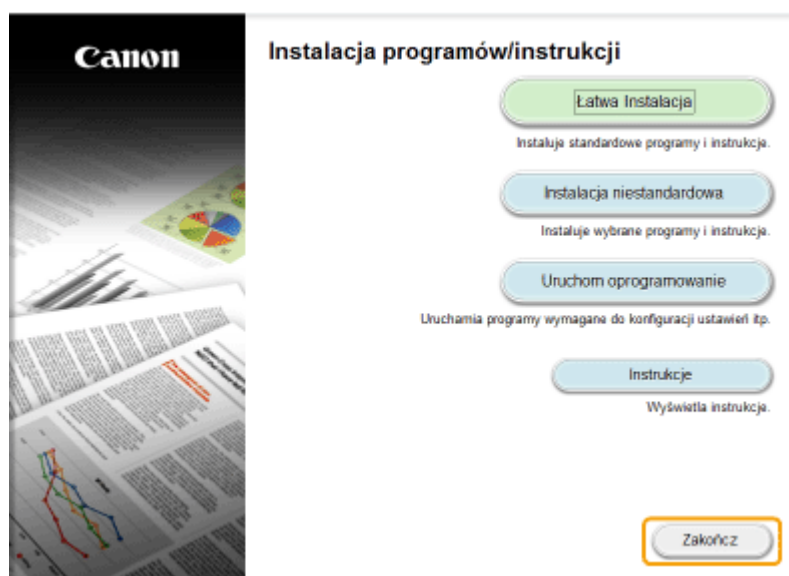 Canon
Instalacja programów/instrukcji
Łatwa Instalacja
Instaluje standardowe programy i instrukcje.
Instalacja niestandardowa
Instaluje wybrane programy i instrukcje.
Uruchom oprogramowanie
Uruchamia programy wymagane do konfiguracji ustawień itp.
Instrukcje
Wyświetla instrukcje.
Zakończ